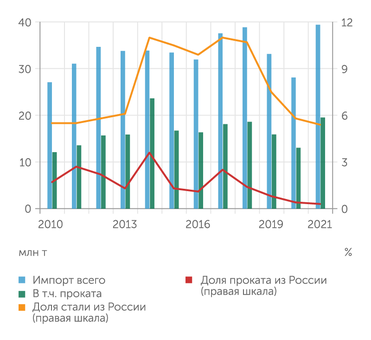 40
12
30
9
20
6
10
3
0
0
2010
2013
2016
2019
2021
млн т
%
Импорт всего
В т.ч. проката
Доля стали из России
(правая шкала)
Доля проката из России
(правая шкала)